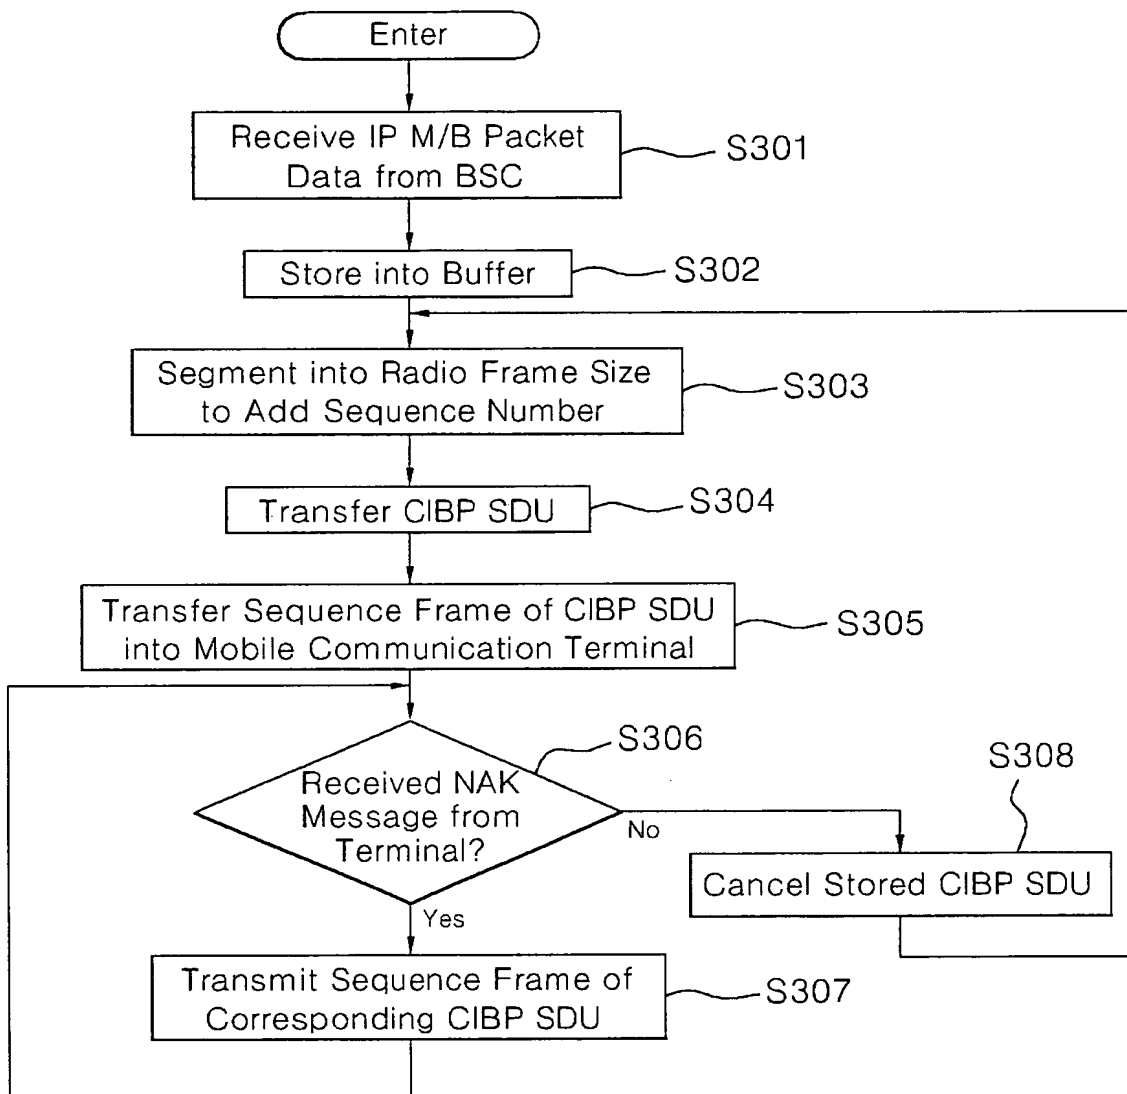 Enter
Receive IP M/B Packet
Data from BSC
S301
Store into Buffer
S302
Segment into Radio Frame Size
to Add Sequence Number
S303
Transfer CIBP SDU
S304
Transfer Sequence Frame of CIBP SDU
into Mobile Communication Terminal
S305
Received NAK
Message from
Terminal?
S306
No
S308
Cancel Stored CIBP SDU
Yes
Transmit Sequence Frame of
Corresponding CIBP SDU
S307